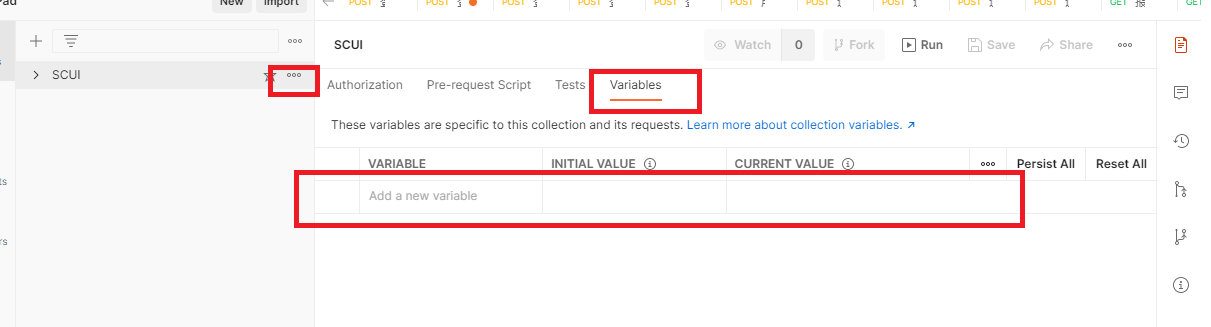 Pad New Import POST POST POST POST POST POST POST POST POST GET GET
SCUI Watch 0 Fork Run Save Share
SCUI
Authorization Pre-request Script Tests Variables
These variables are specific to this collection and its requests. Learn more about collection variables. ↗
VARIABLE INITIAL VALUE CURRENT VALUE Persist All Reset All
Add a new variable